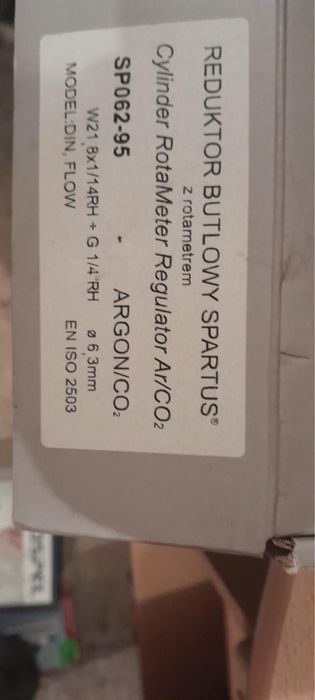 REDUKTOR BUTLOWY SPARTUS®
z rotametrem
Cylinder RotaMeter Regulator Ar/CO₂
SP062-95 - ARGON/CO₂
W21,8x1/14RH + G 1/4"RH ø 6,3mm
MODEL:DIN, FLOW EN ISO 2503